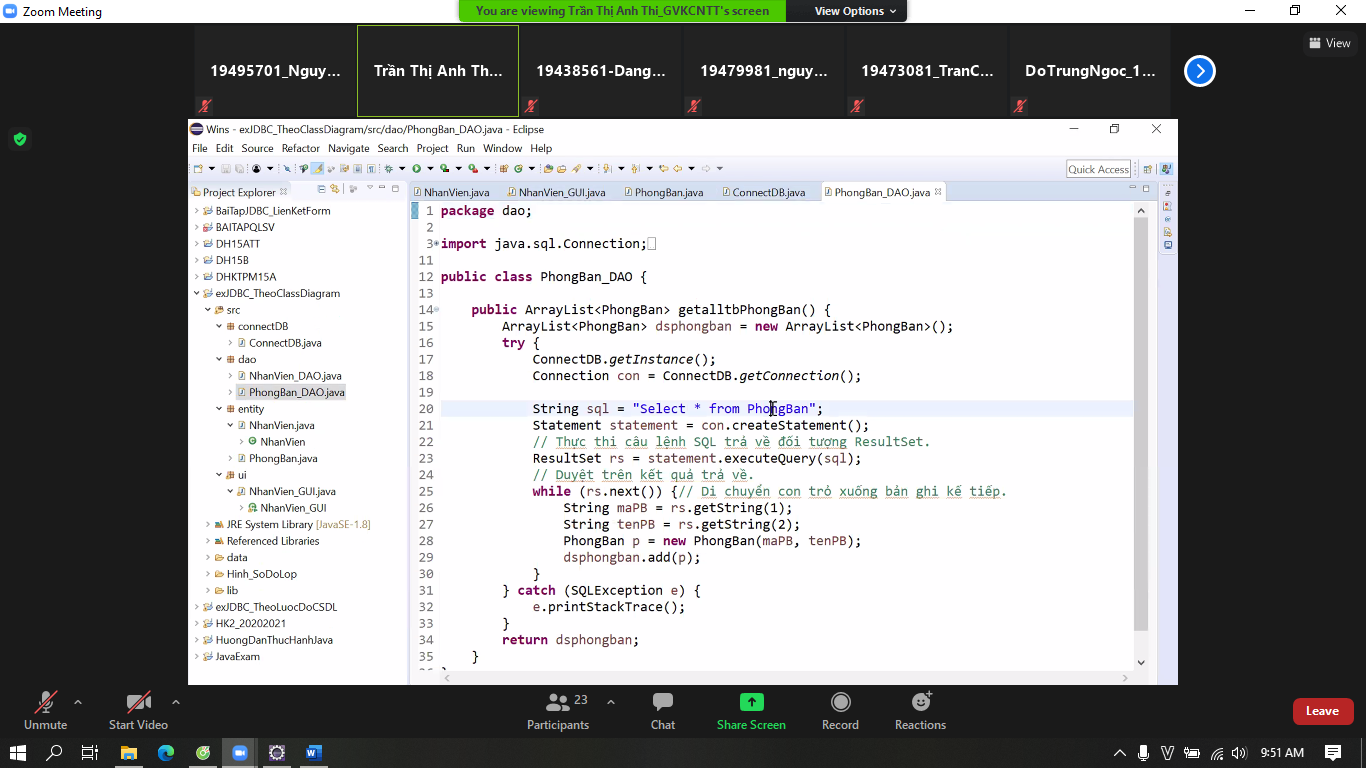 Zoom Meeting
You are viewing Trần Thị Anh Thi_GVKCNTT's screen
View Options
View
19495701_Nguy...
Trần Thị Anh Th...
19438561-Dang...
19479981_nguy...
19473081_TranC...
DoTrungNgoc_1...
Wins - exJDBC_TheoClassDiagram/src/dao/PhongBan_DAO.java - Eclipse
File Edit Source Refactor Navigate Search Project Run Window Help
Quick Access
Project Explorer
NhanVien.java
NhanVien_GUI.java
PhongBan.java
ConnectDB.java
PhongBan_DAO.java
BaiTapJDBC_LienKetForm
BAITAPQLSV
DH15ATT
DH15B
DHKTPM15A
exJDBC_TheoClassDiagram
src
connectDB
ConnectDB.java
dao
NhanVien_DAO.java
PhongBan_DAO.java
entity
NhanVien.java
NhanVien
PhongBan.java
ui
NhanVien_GUI.java
NhanVien_GUI
JRE System Library [JavaSE-1.8]
Referenced Libraries
data
Hinh_SoDoLop
lib
exJDBC_TheoLuocDoCSDL
HK2_20202021
HuongDanThucHanhJava
JavaExam
1 package dao;
2
3 import java.sql.Connection;
11
12 public class PhongBan_DAO {
13
14 public ArrayList<PhongBan> getalltbPhongBan() {
15 ArrayList<PhongBan> dsphongban = new ArrayList<PhongBan>();
16 try {
17 ConnectDB.getInstance();
18 Connection con = ConnectDB.getConnection();
19
20 String sql = "Select * from PhongBan";
21 Statement statement = con.createStatement();
22 // Thực thi câu lệnh SQL trả về đối tượng ResultSet.
23 ResultSet rs = statement.executeQuery(sql);
24 // Duyệt trên kết quả trả về.
25 while (rs.next()) {// Di chuyển con trỏ xuống bản ghi kế tiếp.
26 String maPB = rs.getString(1);
27 String tenPB = rs.getString(2);
28 PhongBan p = new PhongBan(maPB, tenPB);
29 dsphongban.add(p);
30 }
31 } catch (SQLException e) {
32 e.printStackTrace();
33 }
34 return dsphongban;
35 }
Unmute
Start Video
23
Participants
Chat
Share Screen
Record
Reactions
Leave
9:51 AM